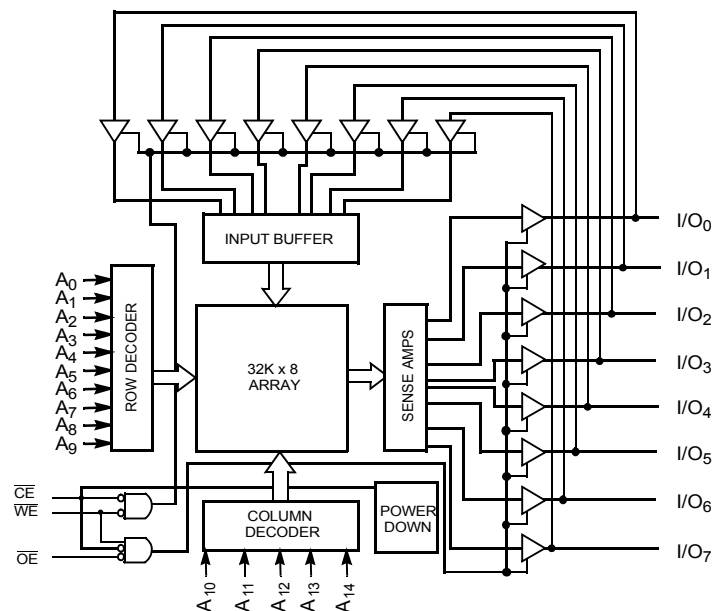 INPUT BUFFER
I/O0
I/O1
I/O2
I/O3
I/O4
I/O5
I/O6
I/O7
A0
A1
A2
A3
A4
A5
A6
A7
A8
A9
ROW DECODER
32K x 8
ARRAY
SENSE AMPS
CE
WE
OE
COLUMN
DECODER
POWER
DOWN
A10
A11
A12
A13
A14